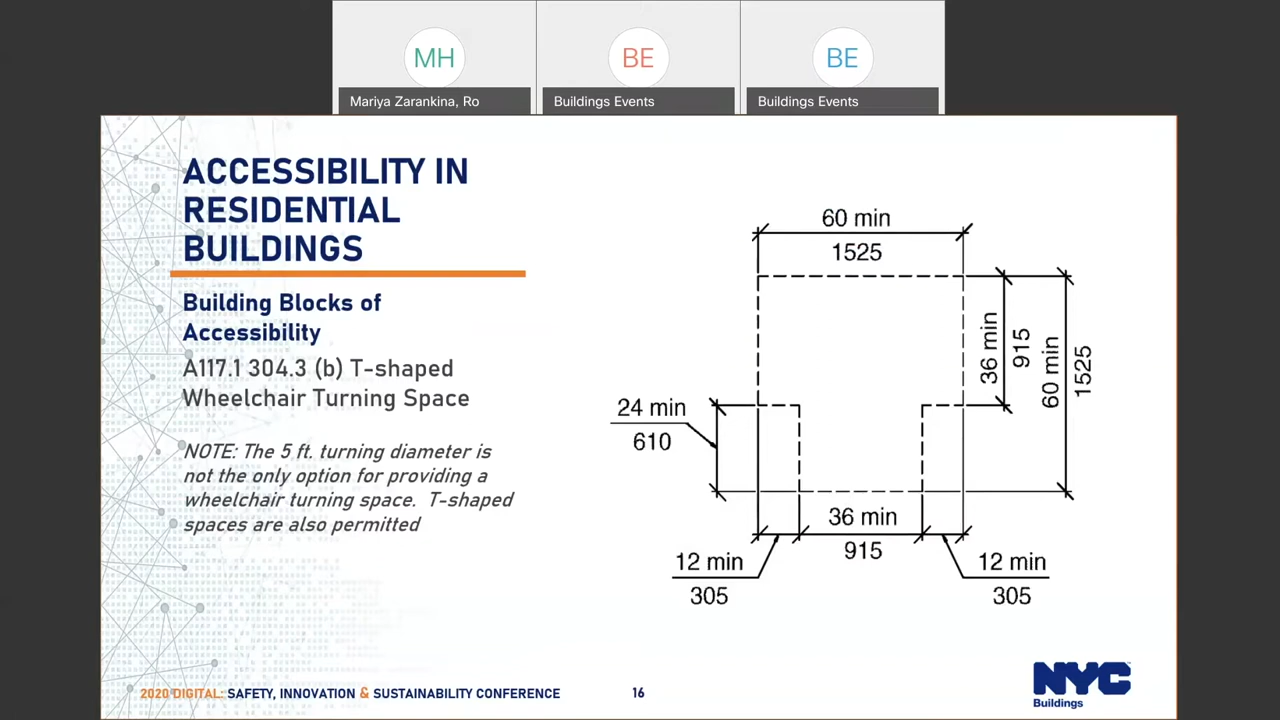 MH
BE
BE
Mariya Zarankina, Ro
Buildings Events
Buildings Events
ACCESSIBILITY IN
RESIDENTIAL
BUILDINGS
Building Blocks of
Accessibility
A117.1 304.3 (b) T-shaped
Wheelchair Turning Space
NOTE: The 5 ft. turning diameter is
not the only option for providing a
wheelchair turning space. T-shaped
spaces are also permitted
60 min
1525
36 min
915
60 min
1525
24 min
610
36 min
915
12 min
305
12 min
305
2020 DIGITAL: SAFETY, INNOVATION & SUSTAINABILITY CONFERENCE
16
NYC
Buildings